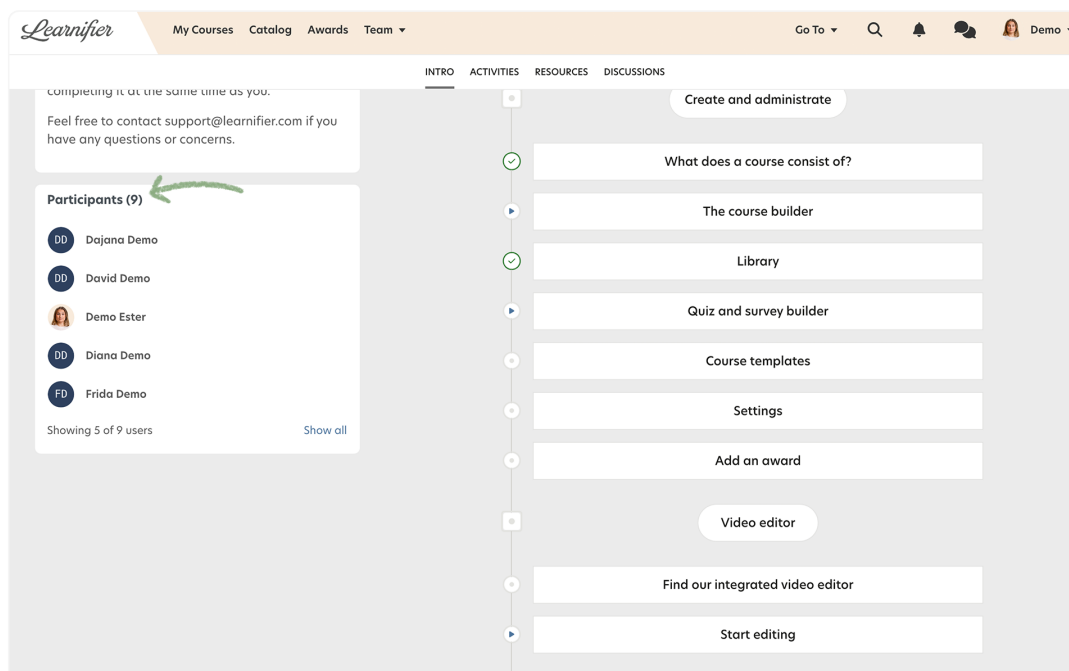 Learnifier
My Courses Catalog Awards Team
Go To
Demo
INTRO ACTIVITIES RESOURCES DISCUSSIONS
completing it at the same time as you.
Feel free to contact support@learnifier.com if you
have any questions or concerns.
Participants (9)
DD Dajana Demo
DD David Demo
Demo Ester
DD Diana Demo
FD Frida Demo
Showing 5 of 9 users Show all
Create and administrate
What does a course consist of?
The course builder
Library
Quiz and survey builder
Course templates
Settings
Add an award
Video editor
Find our integrated video editor
Start editing